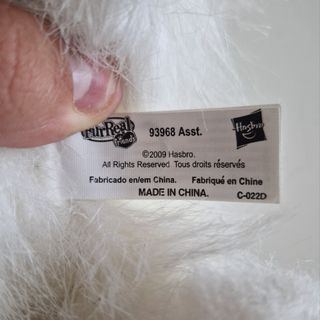 FurReal
friends
93968 Asst.
Hasbro
©2009 Hasbro.
All Rights Reserved. Tous droits réservés
Fabricado en/em China. Fabriqué en Chine
MADE IN CHINA.
C-022D